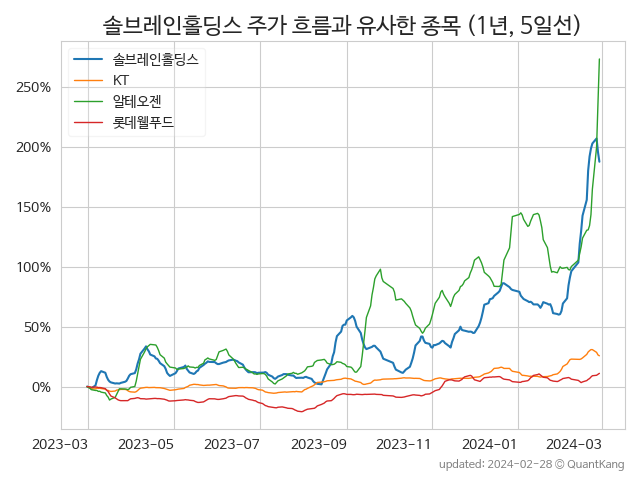 솔브레인홀딩스 주가 흐름과 유사한 종목 (1년, 5일선)
솔브레인홀딩스
KT
알테오젠
롯데웰푸드
250%
200%
150%
100%
50%
0%
2023-03 2023-05 2023-07 2023-09 2023-11 2024-01 2024-03
updated: 2024-02-28 © QuantKang